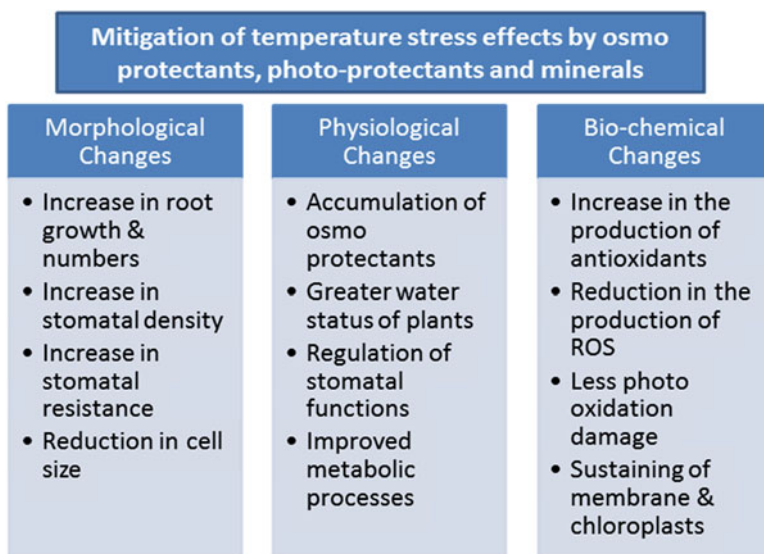 Mitigation of temperature stress effects by osmo
protectants, photo-protectants and minerals
Morphological
Changes
• Increase in root
growth &
numbers
• Increase in
stomatal density
• Increase in
stomatal
resistance
• Reduction in cell
size
Physiological
Changes
• Accumulation of
osmo
protectants
• Greater water
status of plants
• Regulation of
stomatal
functions
• Improved
metabolic
processes
Bio-chemical
Changes
• Increase in the
production of
antioxidants
• Reduction in the
production of
ROS
• Less photo
oxidation
damage
• Sustaining of
membrane &
chloroplasts